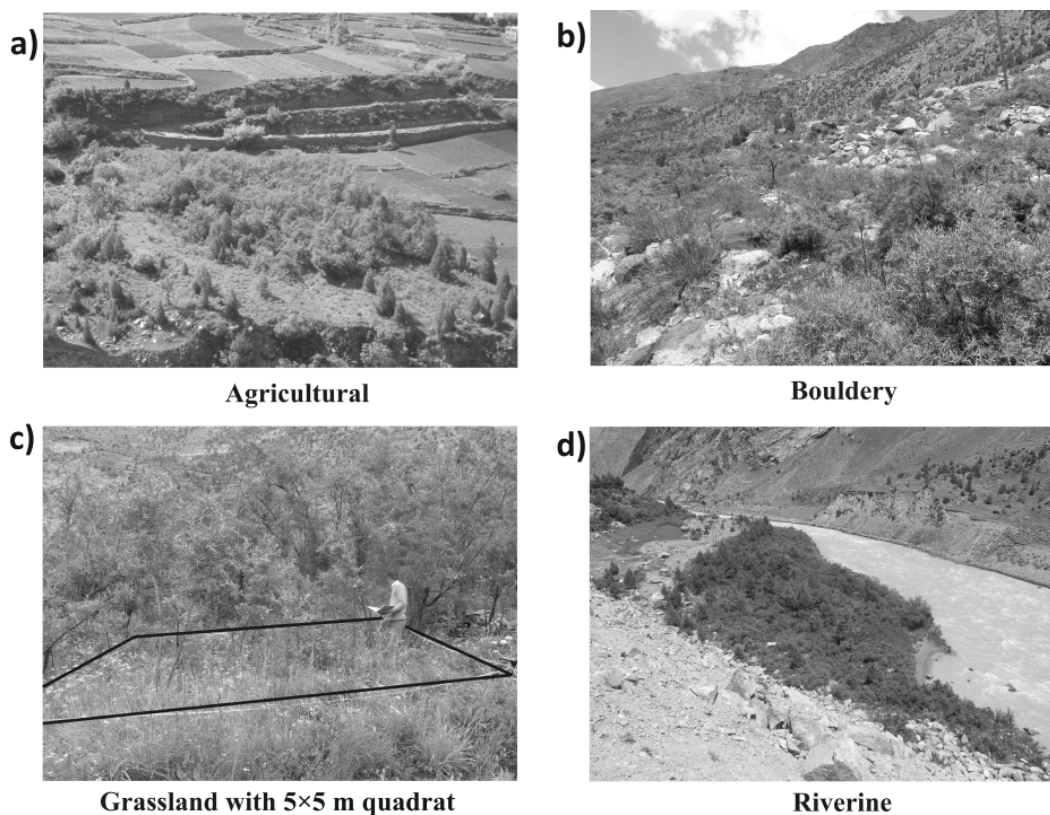 a)
b)
Agricultural
Bouldery
c)
d)
Grassland with 5×5 m quadrat
Riverine